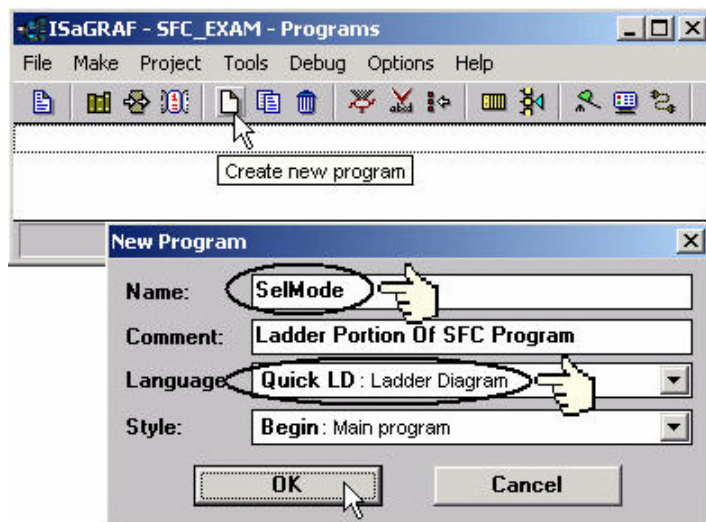 ISaGRAF - SFC_EXAM - Programs
File Make Project Tools Debug Options Help
Create new program
New Program
Name: SelMode
Comment: Ladder Portion Of SFC Program
Language Quick LD : Ladder Diagram
Style: Begin : Main program
OK Cancel